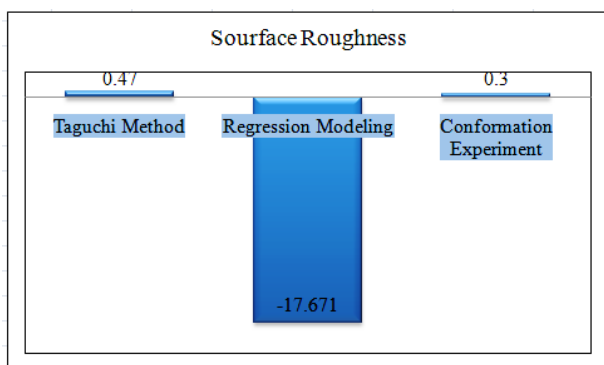 Sourface Roughness
0.47
0.3
Taguchi Method
Regression Modeling
Conformation
Experiment
-17.671